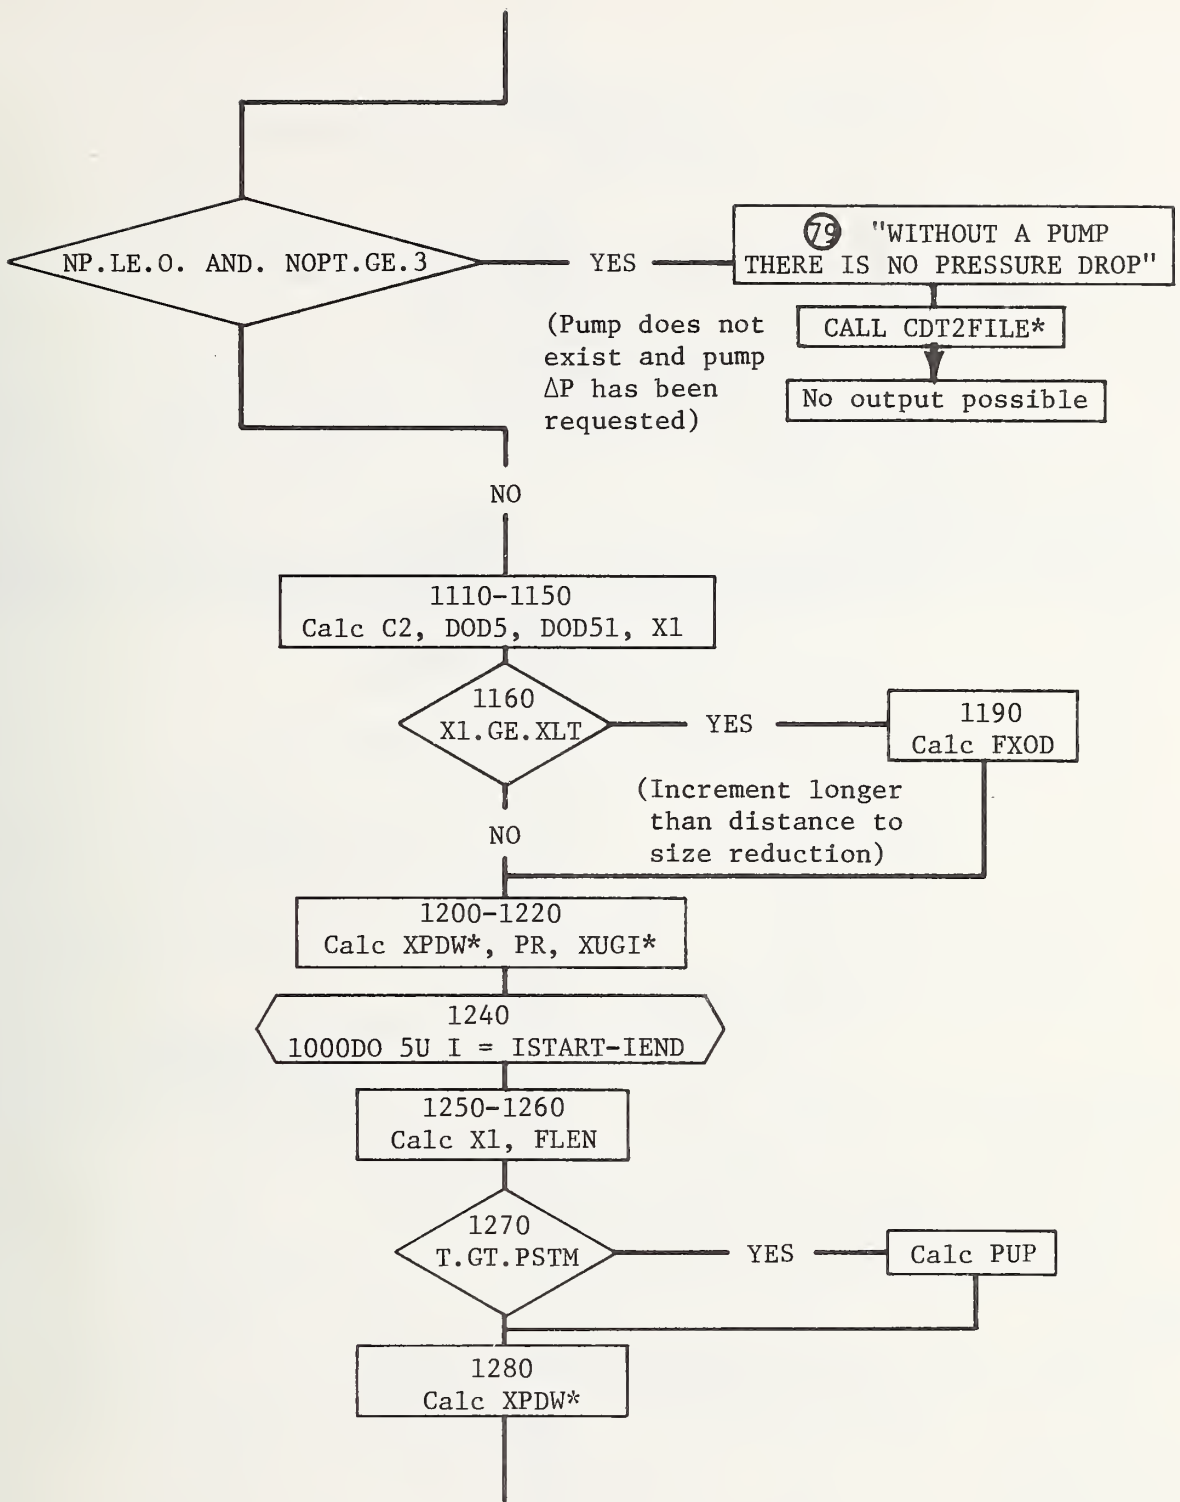 NP.LE.O. AND. NOPT.GE.3
YES
79 "WITHOUT A PUMP
THERE IS NO PRESSURE DROP"
CALL CDT2FILE*
No output possible
(Pump does not
exist and pump
ΔP has been
requested)
NO
1110-1150
Calc C2, DOD5, DOD51, X1
1160
X1.GE.XLT
YES
1190
Calc FXOD
(Increment longer
than distance to
size reduction)
NO
1200-1220
Calc XPDW*, PR, XUGI*
1240
1000DO 5U I = ISTART-IEND
1250-1260
Calc X1, FLEN
1270
T.GT.PSTM
YES
Calc PUP
1280
Calc XPDW*